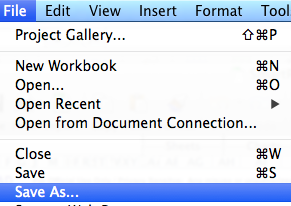 File Edit View Insert Format Tool
Project Gallery... ⇧⌘P
New Workbook ⌘N
Open... ⌘O
Open Recent ▶
Open from Document Connection...
Close ⌘W
Save ⌘S
Save As...